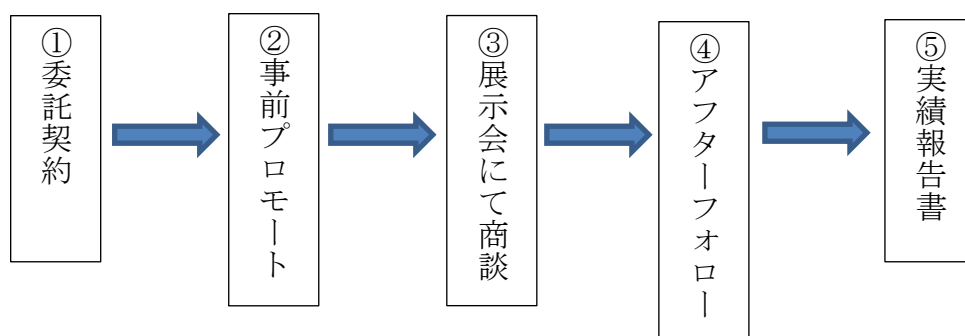 ①委託契約
②事前プロモート
③展示会にて商談
④アフターフォロー
⑤実績報告書